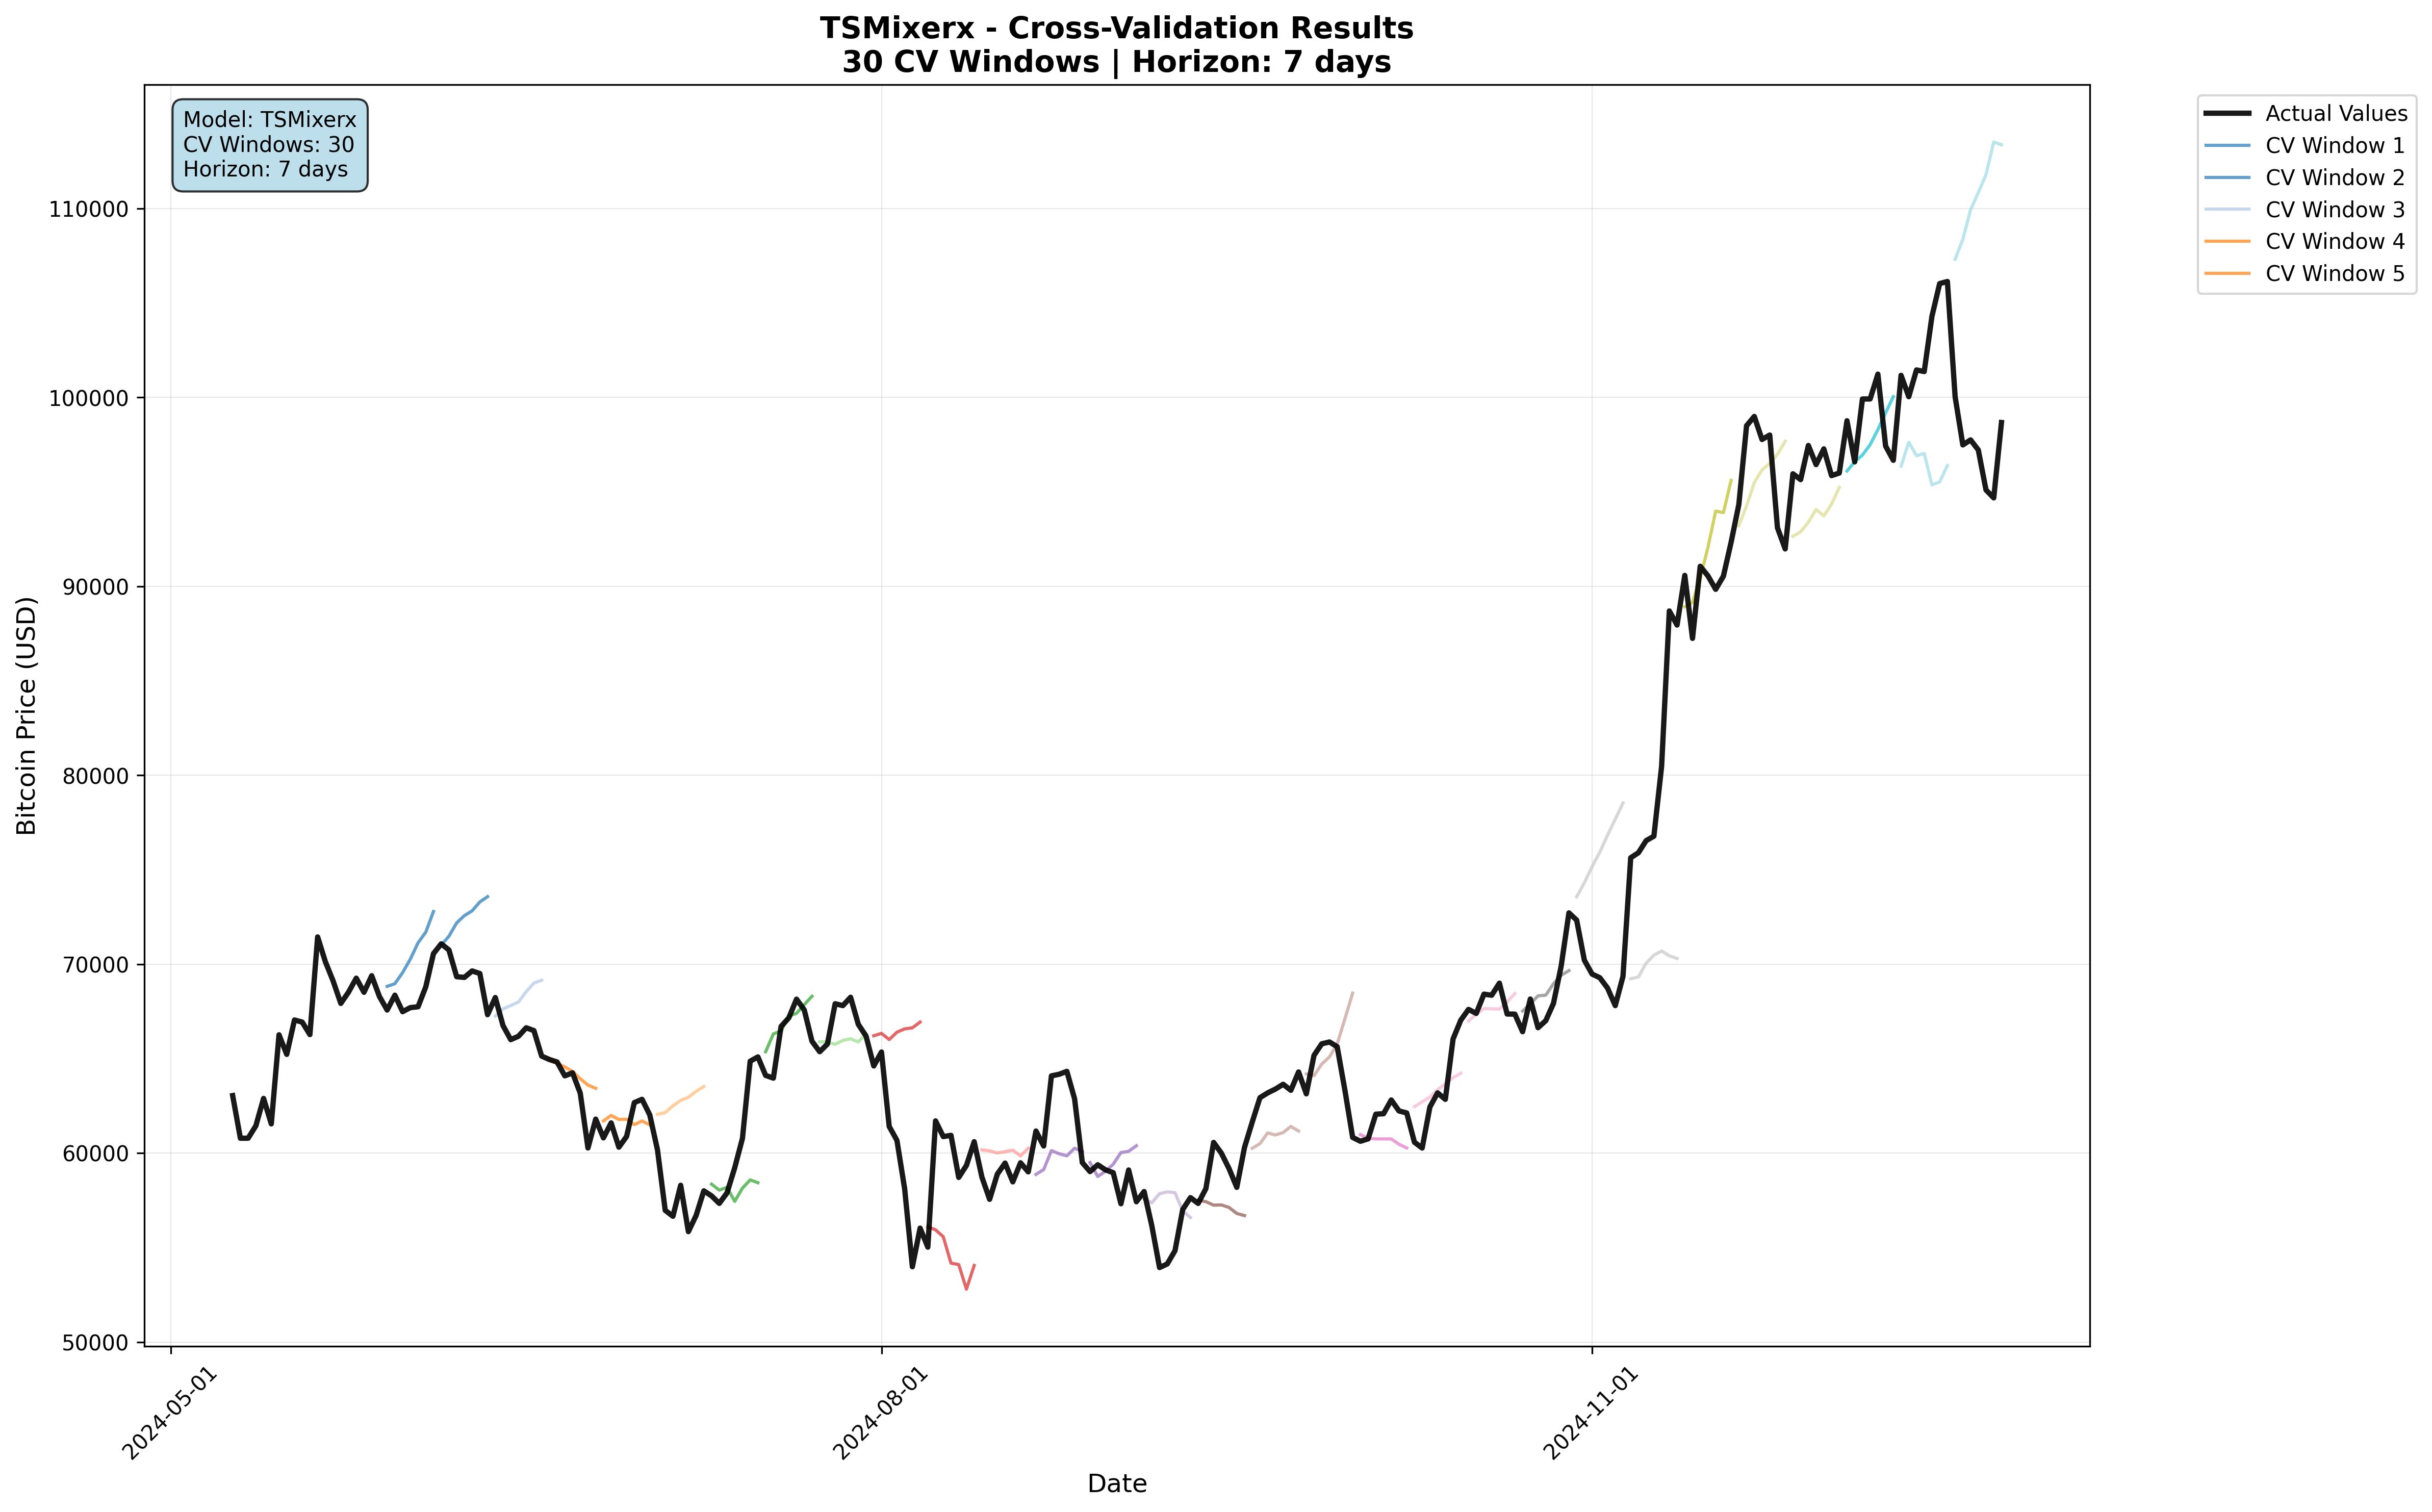 TSMixerx - Cross-Validation Results
30 CV Windows | Horizon: 7 days
Model: TSMixerx
CV Windows: 30
Horizon: 7 days
Actual Values
CV Window 1
CV Window 2
CV Window 3
CV Window 4
CV Window 5
Bitcoin Price (USD)
110000
100000
90000
80000
70000
60000
50000
2024-05-01
2024-08-01
2024-11-01
Date